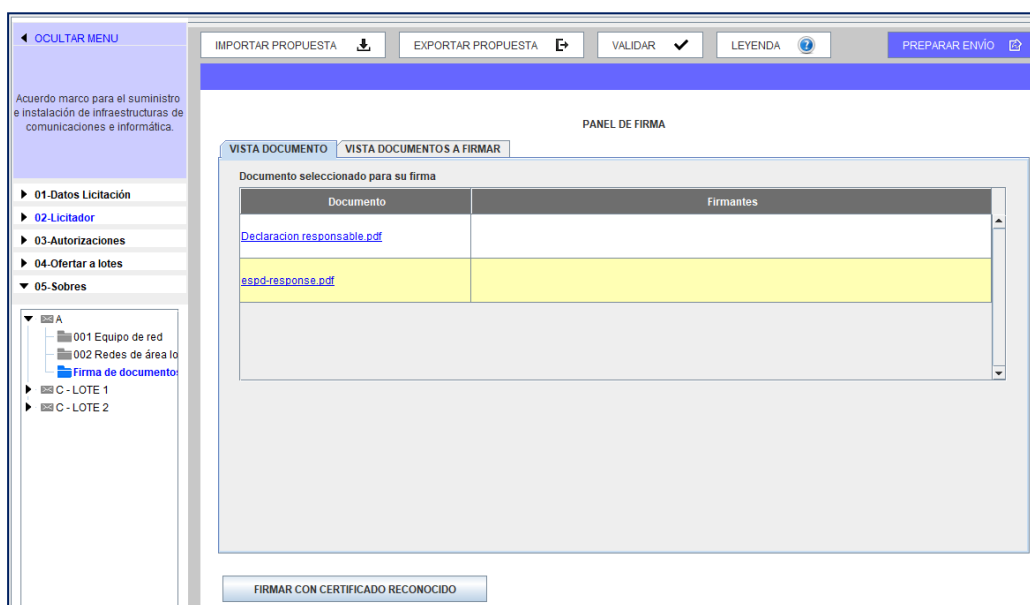 OCULTAR MENU
Acuerdo marco para el suministro
e instalación de infraestructuras de
comunicaciones e informática.
01-Datos Licitación
02-Licitador
03-Autorizaciones
04-Ofertar a lotes
05-Sobres
A
001 Equipo de red
002 Redes de área lo
Firma de documentos
C - LOTE 1
C - LOTE 2
IMPORTAR PROPUESTA
EXPORTAR PROPUESTA
VALIDAR
LEYENDA ?
PREPARAR ENVÍO
PANEL DE FIRMA
VISTA DOCUMENTO VISTA DOCUMENTOS A FIRMAR
Documento seleccionado para su firma
Documento Firmantes
Declaracion responsable.pdf
espd-response.pdf
FIRMAR CON CERTIFICADO RECONOCIDO